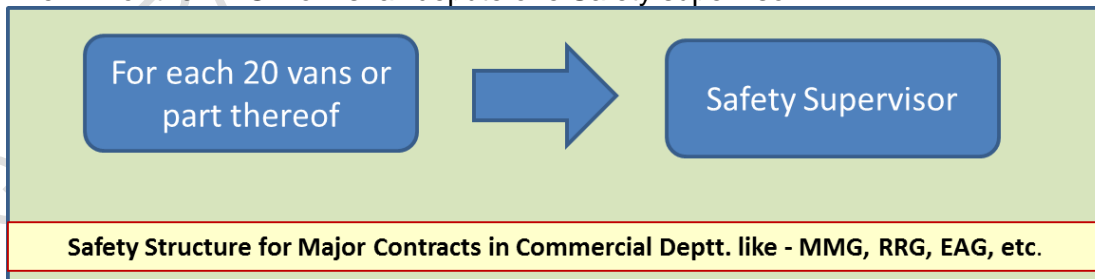 For each 20 vans or
part thereof
Safety Supervisor
Safety Structure for Major Contracts in Commercial Deptt. like - MMG, RRG, EAG, etc.